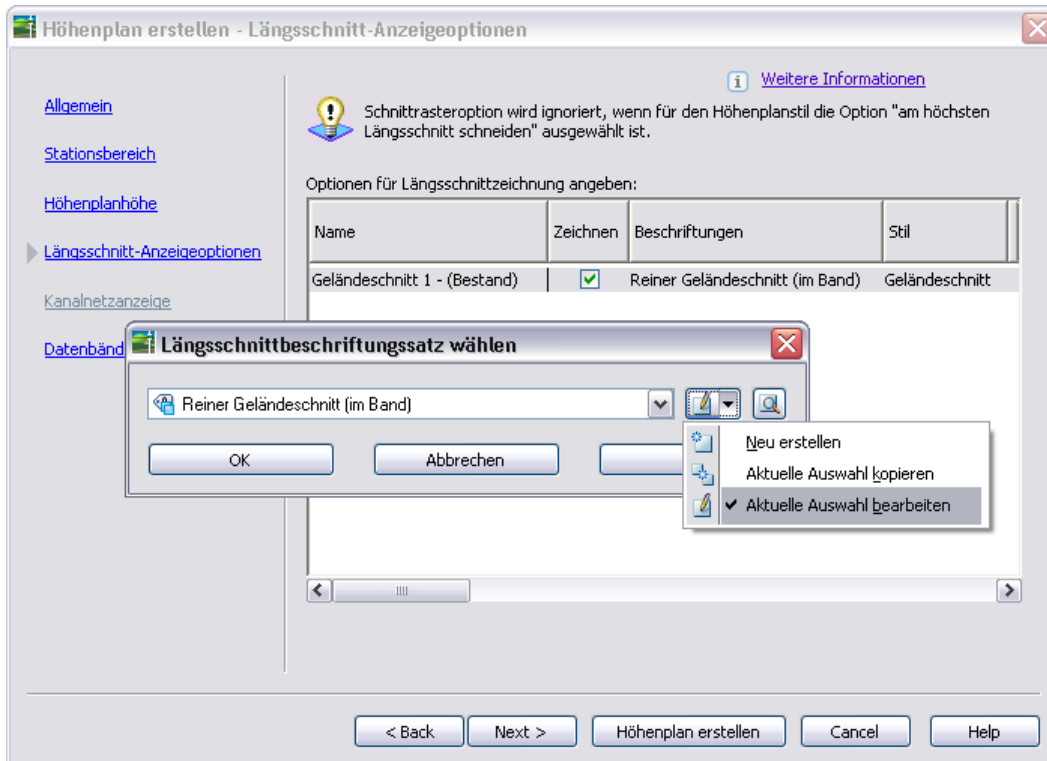 Höhenplan erstellen - Längsschnitt-Anzeigeoptionen
Weitere Informationen
Allgemein
Stationsbereich
Höhenplanhöhe
Längsschnitt-Anzeigeoptionen
Kanalnetzanzeige
Datenbänd
Schnittrasteroption wird ignoriert, wenn für den Höhenplanstil die Option "am höchsten
Längsschnitt schneiden" ausgewählt ist.
Optionen für Längsschnittzeichnung angeben:
Name Zeichnen Beschriftungen Stil
Geländeschnitt 1 - (Bestand) Reiner Geländeschnitt (im Band) Geländeschnitt
Längsschnittbeschriftungssatz wählen
Reiner Geländeschnitt (im Band)
OK Abbrechen
Neu erstellen
Aktuelle Auswahl kopieren
Aktuelle Auswahl bearbeiten
< Back Next > Höhenplan erstellen Cancel Help